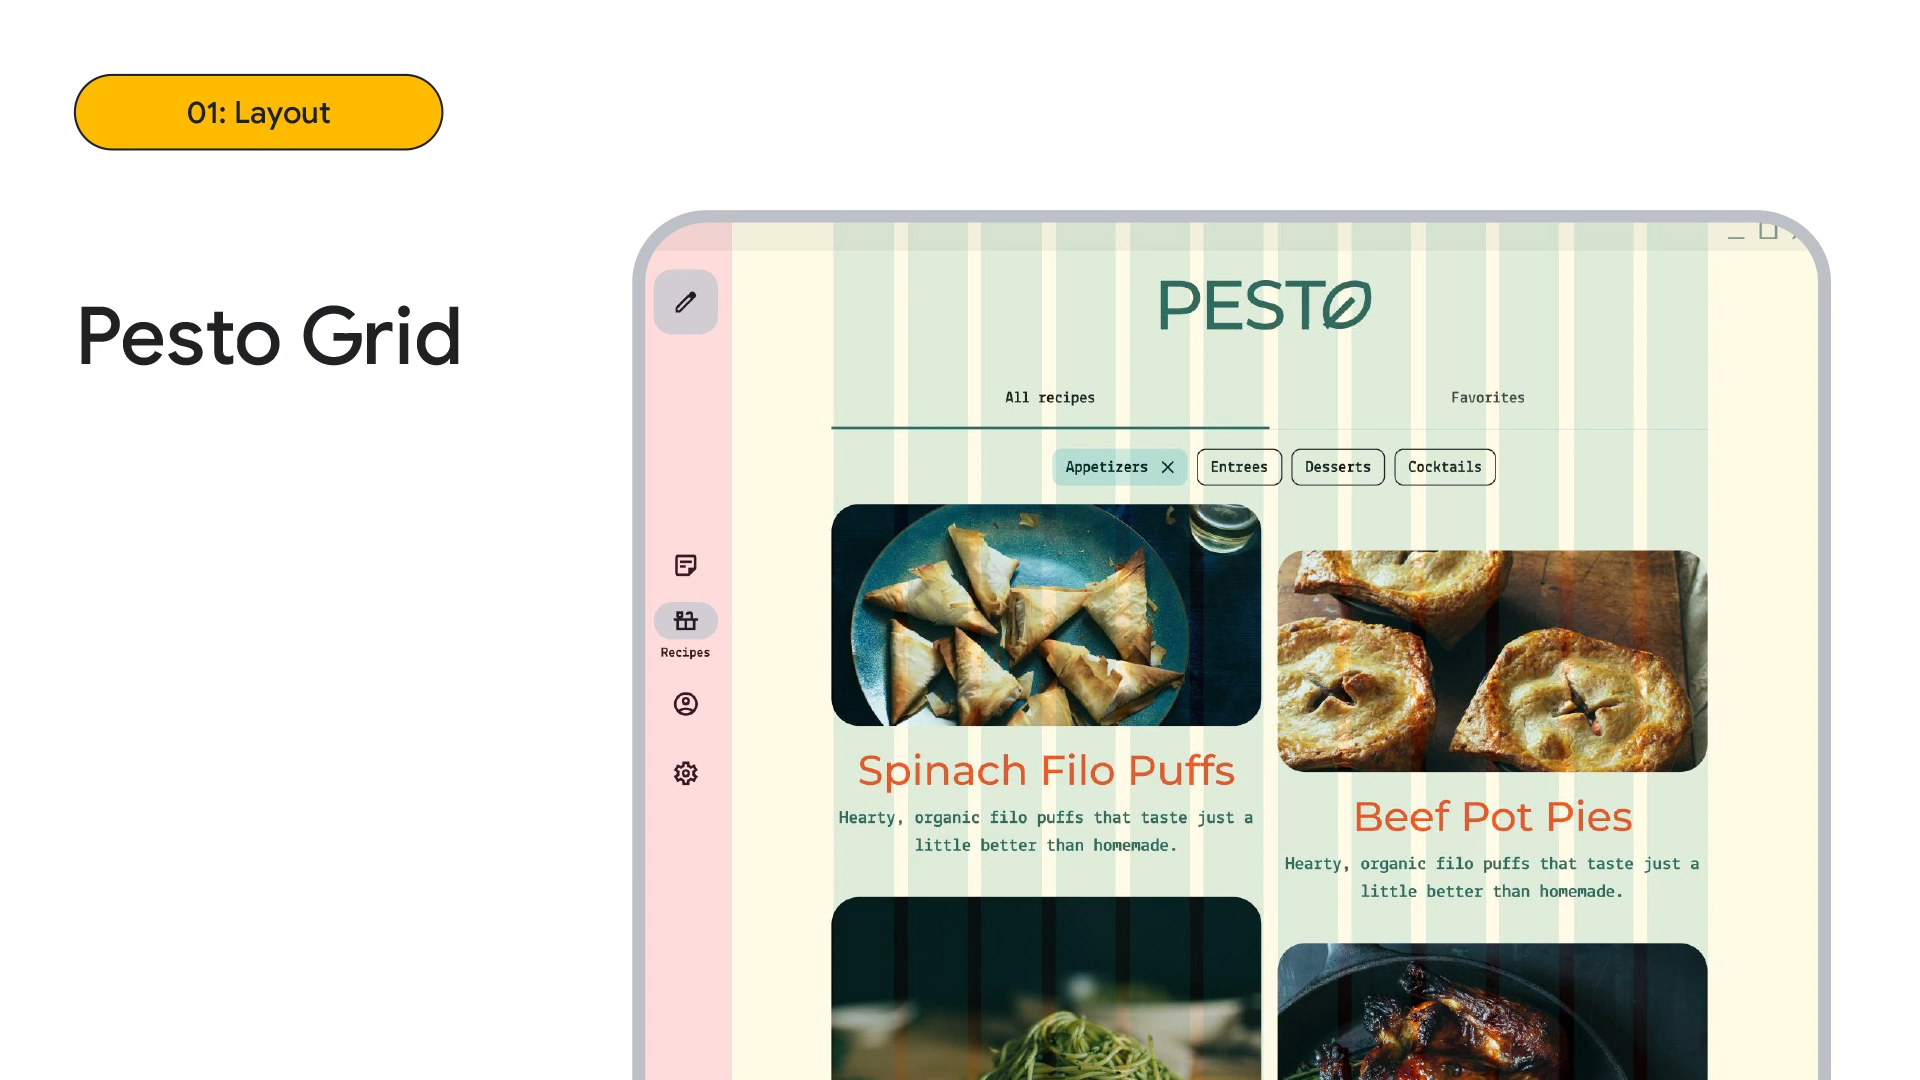 01: Layout
Pesto Grid
PESTO
All recipes
Favorites
Appetizers
Entrees
Desserts
Cocktails
Recipes
Spinach Filo Puffs
Hearty, organic filo puffs that taste just a
little better than homemade.
Beef Pot Pies
Hearty, organic filo puffs that taste just a
little better than homemade.